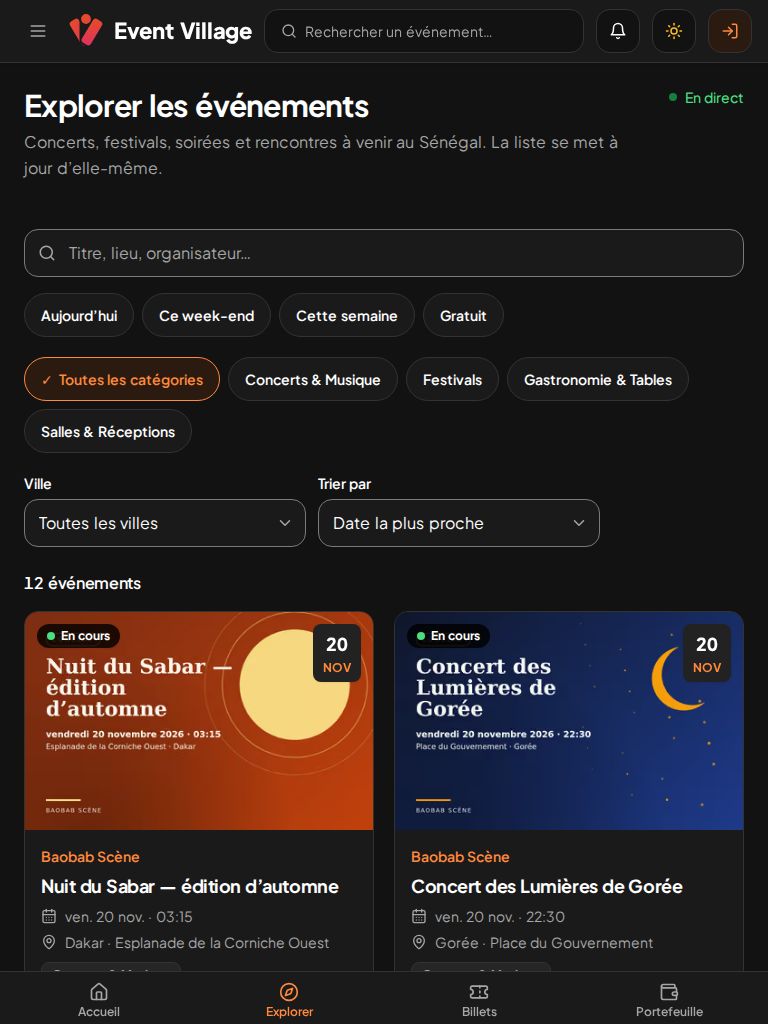 Event Village
Rechercher un événement...
Explorer les événements
En direct
Concerts, festivals, soirées et rencontres à venir au Sénégal. La liste se met à
jour d’elle-même.
Titre, lieu, organisateur...
Aujourd’hui
Ce week-end
Cette semaine
Gratuit
✓ Toutes les catégories
Concerts & Musique
Festivals
Gastronomie & Tables
Salles & Réceptions
Ville
Trier par
Toutes les villes
Date la plus proche
12 événements
En cours
20
NOV
Nuit du Sabar —
édition
d’automne
vendredi 20 novembre 2026 · 03:15
Esplanade de la Corniche Ouest · Dakar
BAOBAB SCÈNE
Baobab Scène
Nuit du Sabar — édition d’automne
ven. 20 nov. · 03:15
Dakar · Esplanade de la Corniche Ouest
En cours
20
NOV
Concert des
Lumières de
Gorée
vendredi 20 novembre 2026 · 22:30
Place du Gouvernement · Gorée
BAOBAB SCÈNE
Baobab Scène
Concert des Lumières de Gorée
ven. 20 nov. · 22:30
Gorée · Place du Gouvernement
Accueil
Explorer
Billets
Portefeuille